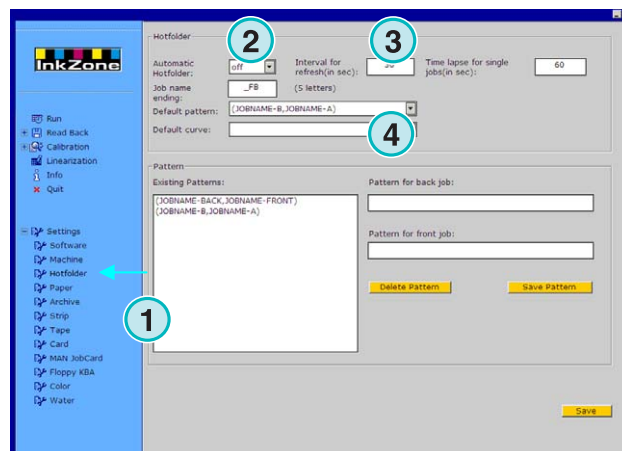 InkZone
Run
Read Back
Calibration
Linearization
Info
Quit
Settings
Software
Machine
Hotfolder
Paper
Archive
Strip
Tape
Card
MAN JobCard
Floppy KBA
Color
Water
1
Hotfolder
2
3
Automatic
Hotfolder:
off
Interval for
refresh(in sec):
Time lapse for single
jobs(in sec):
60
Job name
ending:
_FB
(5 letters)
Default pattern:
(JOBNAME-B,JOBNAME-A)
Default curve:
4
Pattern
Existing Patterns:
(JOBNAME-BACK,JOBNAME-FRONT)
(JOBNAME-B,JOBNAME-A)
Pattern for back job:
Pattern for front job:
Delete Pattern
Save Pattern
Save